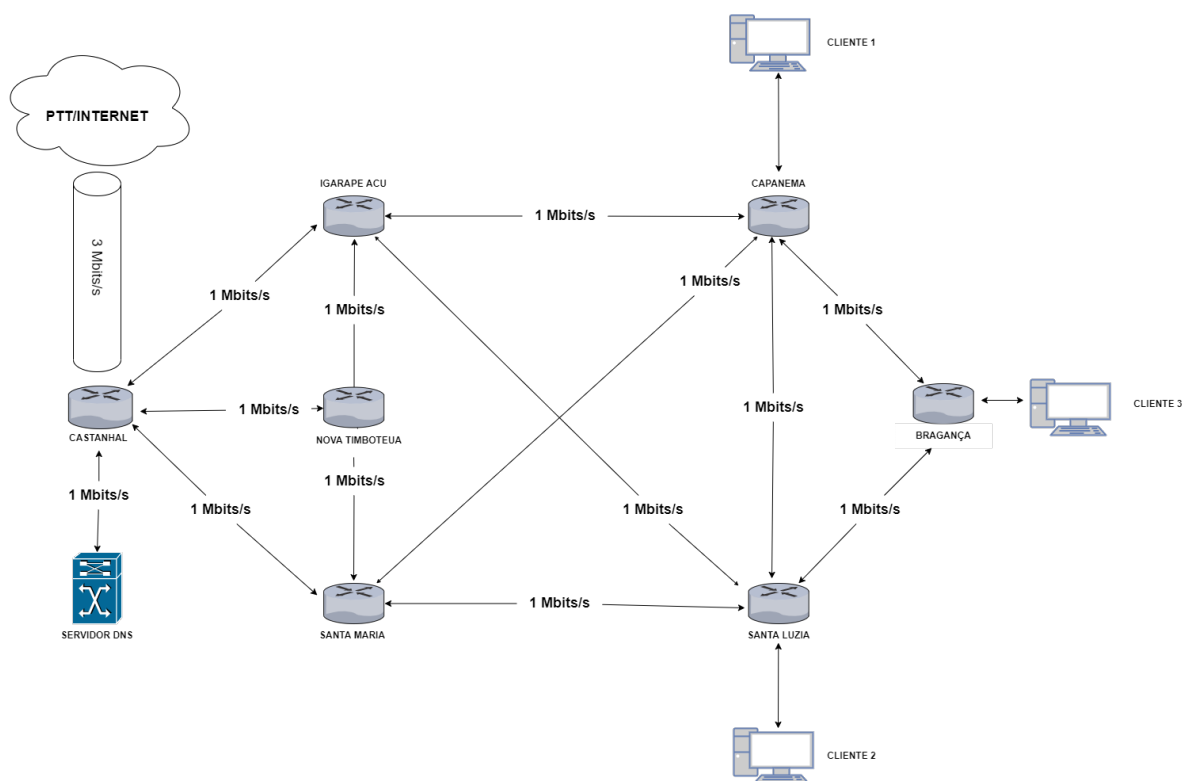 CLIENTE 1
PTT/INTERNET
IGARAPE ACU
CAPANEMA
1 Mbits/s
3 Mbits/s
1 Mbits/s
1 Mbits/s
1 Mbits/s
1 Mbits/s
1 Mbits/s
1 Mbits/s
CLIENTE 3
CASTANHAL
NOVA TIMBOTEUA
BRAGANÇA
1 Mbits/s
1 Mbits/s
1 Mbits/s
1 Mbits/s
1 Mbits/s
1 Mbits/s
SERVIDOR DNS
SANTA MARIA
SANTA LUZIA
CLIENTE 2